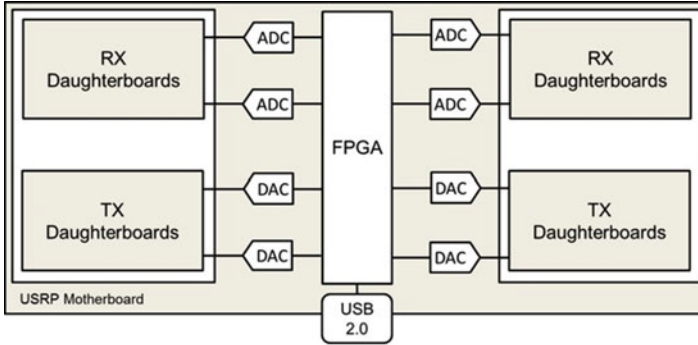 RX
Daughterboards
ADC
ADC
TX
Daughterboards
DAC
DAC
FPGA
ADC
ADC
RX
Daughterboards
DAC
DAC
TX
Daughterboards
USRP Motherboard
USB
2.0